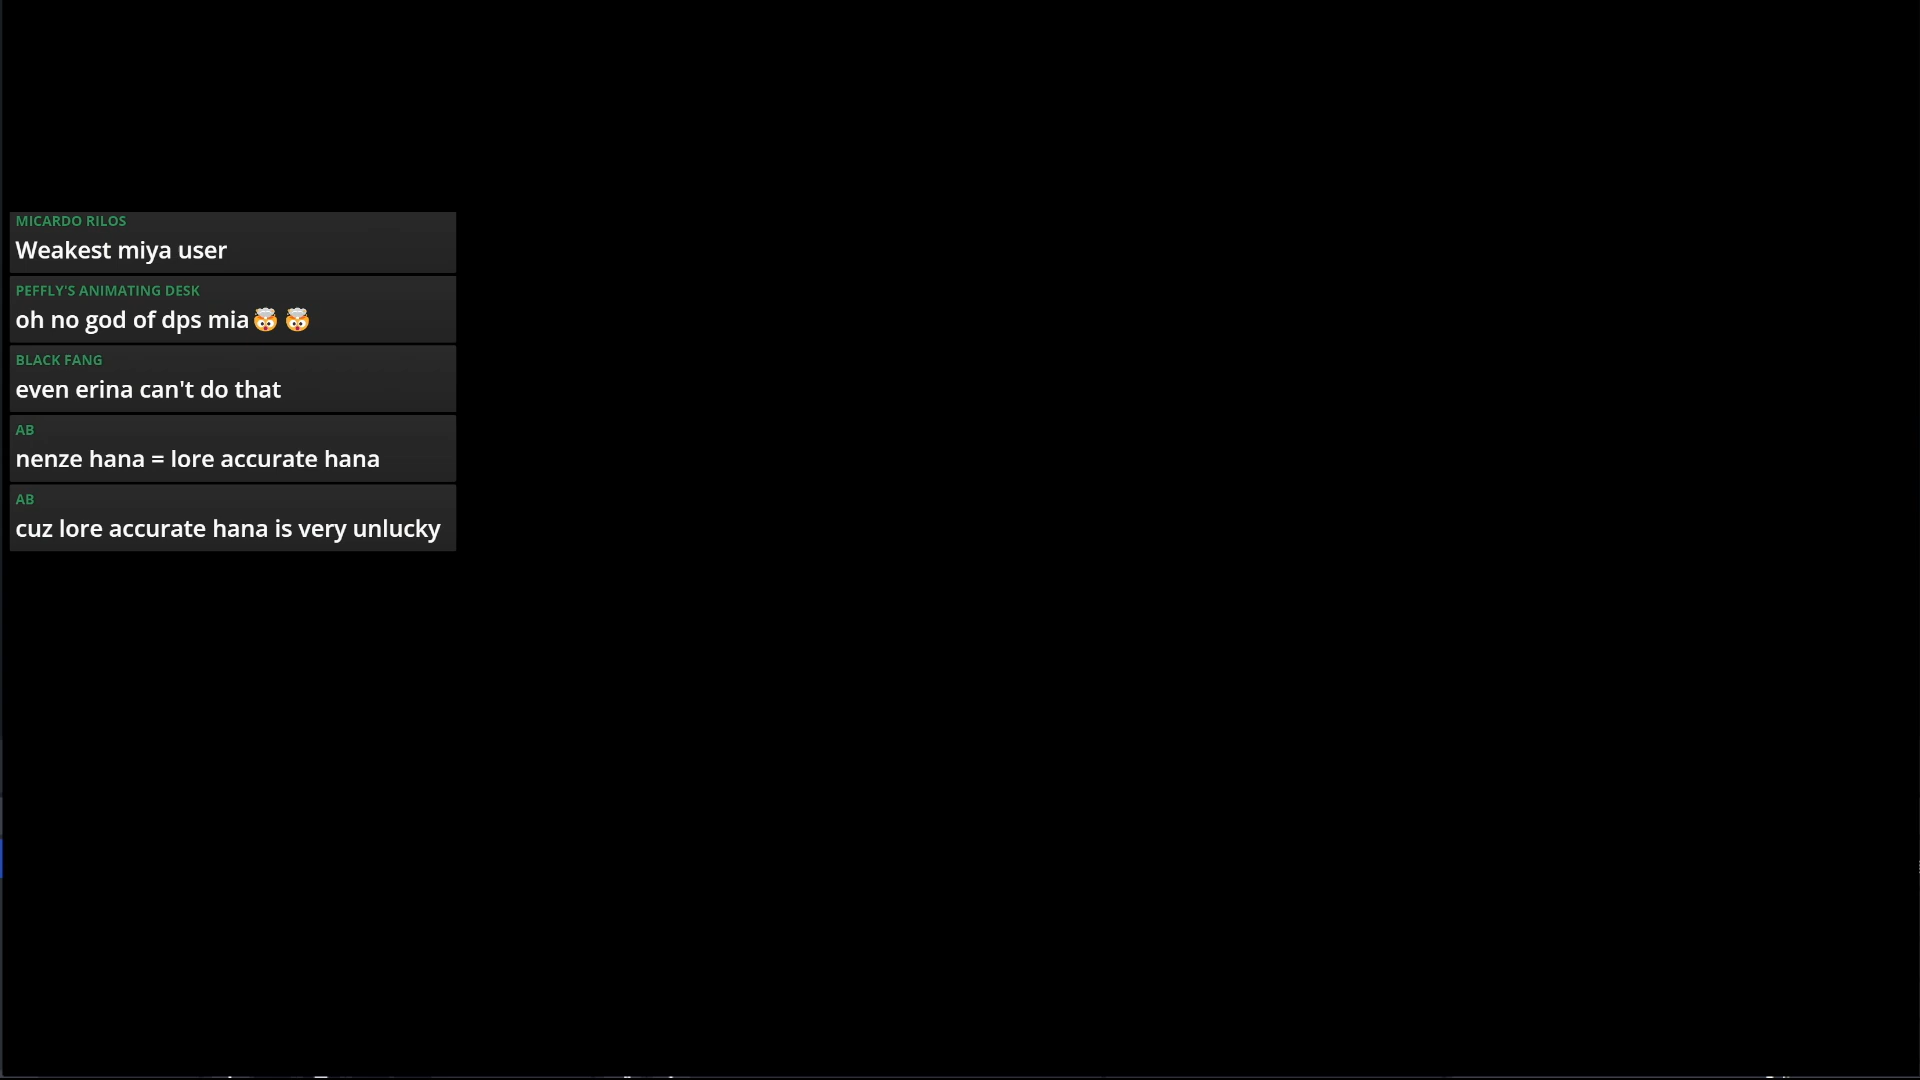 MICARDO RILOS
Weakest miya user
PEFFLY'S ANIMATING DESK
oh no god of dps mia🤯 🤯
BLACK FANG
even erina can't do that
AB
nenze hana = lore accurate hana
AB
cuz lore accurate hana is very unlucky